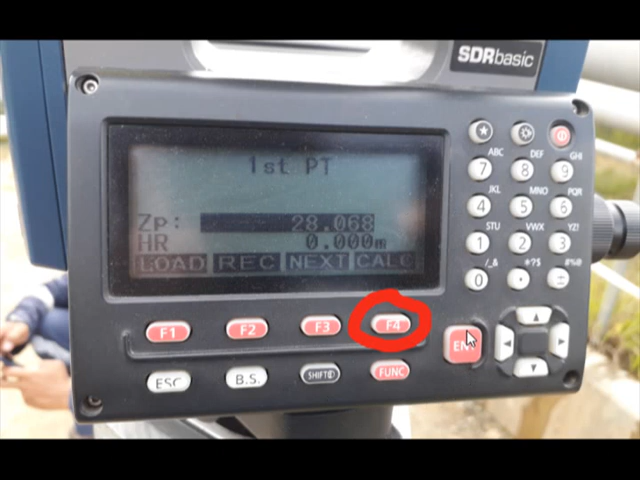 SDRbasic
1st PT
Zp: 28.068
HR 0.000m
LOAD REC NEXT CALC
F1 F2 F3 F4
ESC B.S. SHIFT FUNC
ENT
ABC DEF GHI
7 8 9
JKL MNO PQR
4 5 6
STU VWX YZ!
1 2 3
/_& *?$ #%@
0 . ±